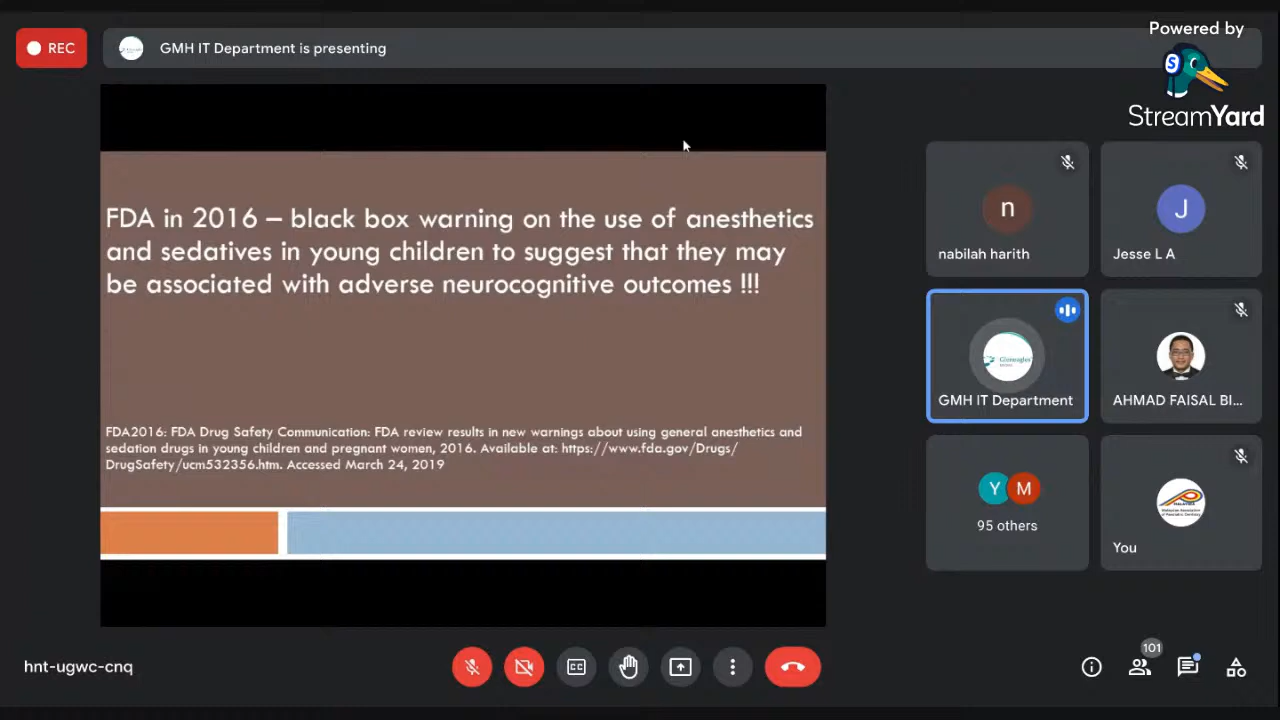 Powered by
REC
GMH IT Department is presenting
S
StreamYard
FDA in 2016 – black box warning on the use of anesthetics
and sedatives in young children to suggest that they may
be associated with adverse neurocognitive outcomes !!!
FDA2016: FDA Drug Safety Communication: FDA review results in new warnings about using general anesthetics and
sedation drugs in young children and pregnant women, 2016. Available at: https://www.fda.gov/Drugs/
DrugSafety/ucm532356.htm. Accessed March 24, 2019
n
nabilah harith
J
Jesse L A
Gleneagles
GMH IT Department
AHMAD FAISAL BI...
Y M
95 others
You
hnt-ugwc-cnq
CC
101